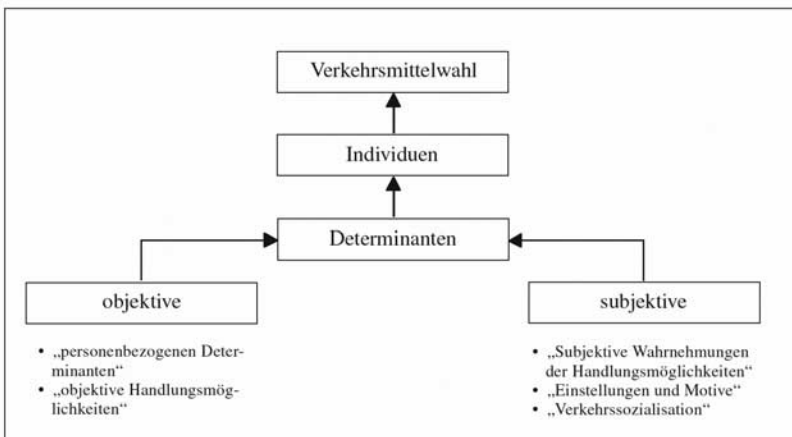 Verkehrsmittelwahl
Individuen
Determinanten
objektive
subjektive
• „personenbezogenen Deter-
minanten“
• „objektive Handlungsmög-
lichkeiten“
• „Subjektive Wahrnehmungen
der Handlungsmöglichkeiten“
• „Einstellungen und Motive“
• „Verkehrssozialisation“